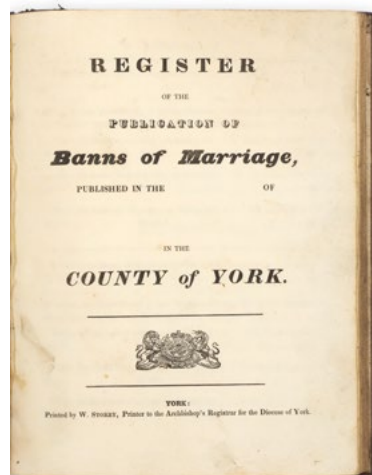 REGISTER
OF THE
PUBLICATION OF
Banns of Marriage,
PUBLISHED IN THE OF
IN THE
COUNTY of YORK.
YORK:
Printed by W. STOREY, Printer to the Archbishop's Registrar for the Diocese of York.